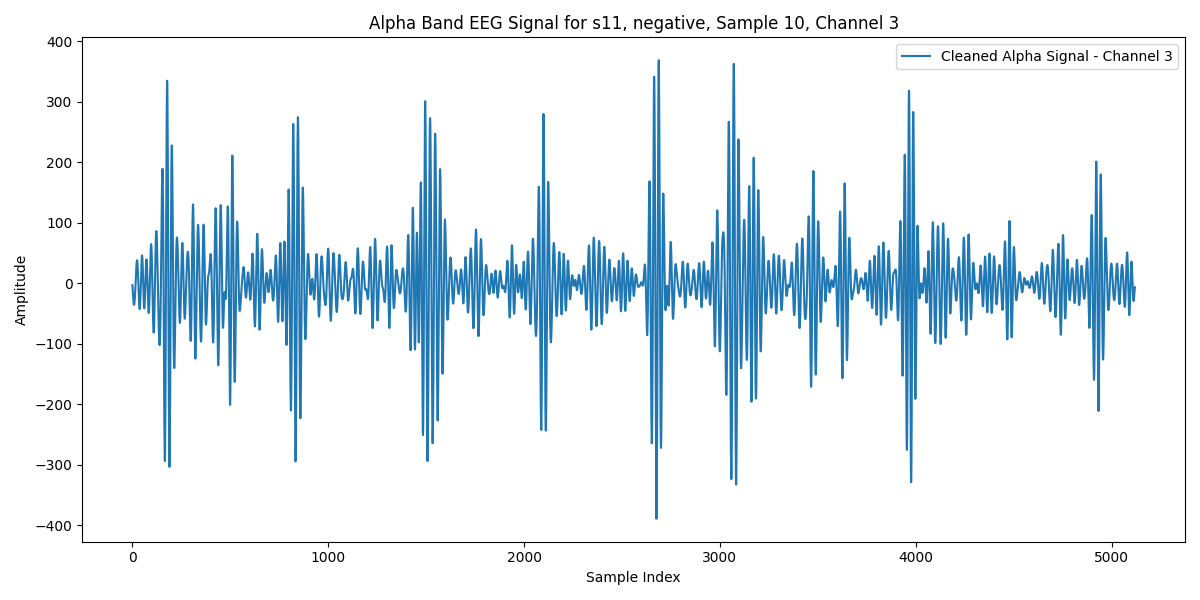 Alpha Band EEG Signal for s11, negative, Sample 10, Channel 3
Cleaned Alpha Signal - Channel 3
Amplitude
400
300
200
100
0
−100
−200
−300
−400
0 1000 2000 3000 4000 5000
Sample Index